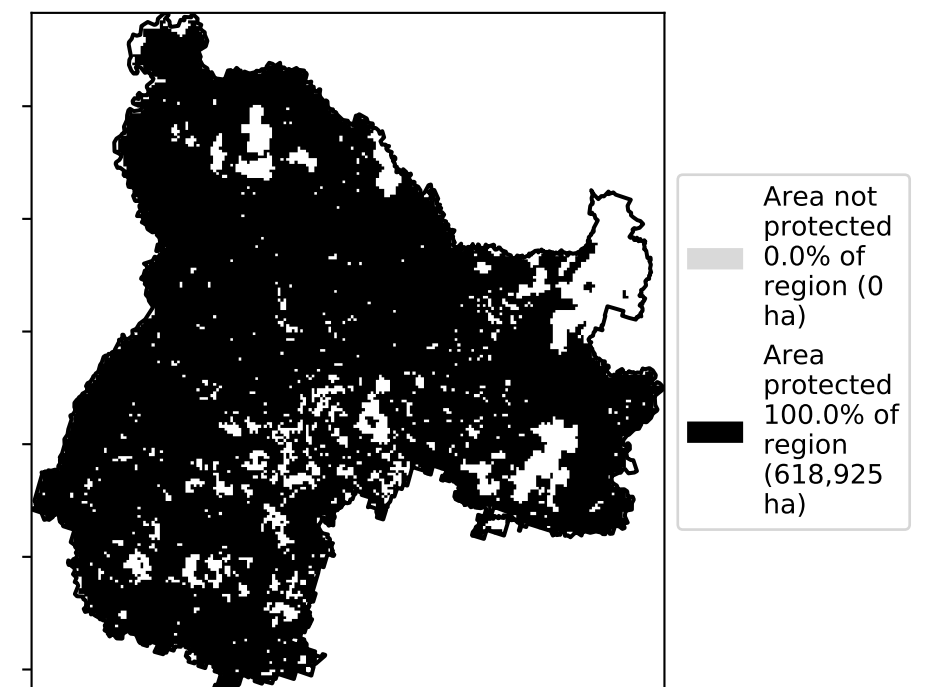 Area not
protected
0.0% of
region (0
ha)
Area
protected
100.0% of
region
(618,925
ha)